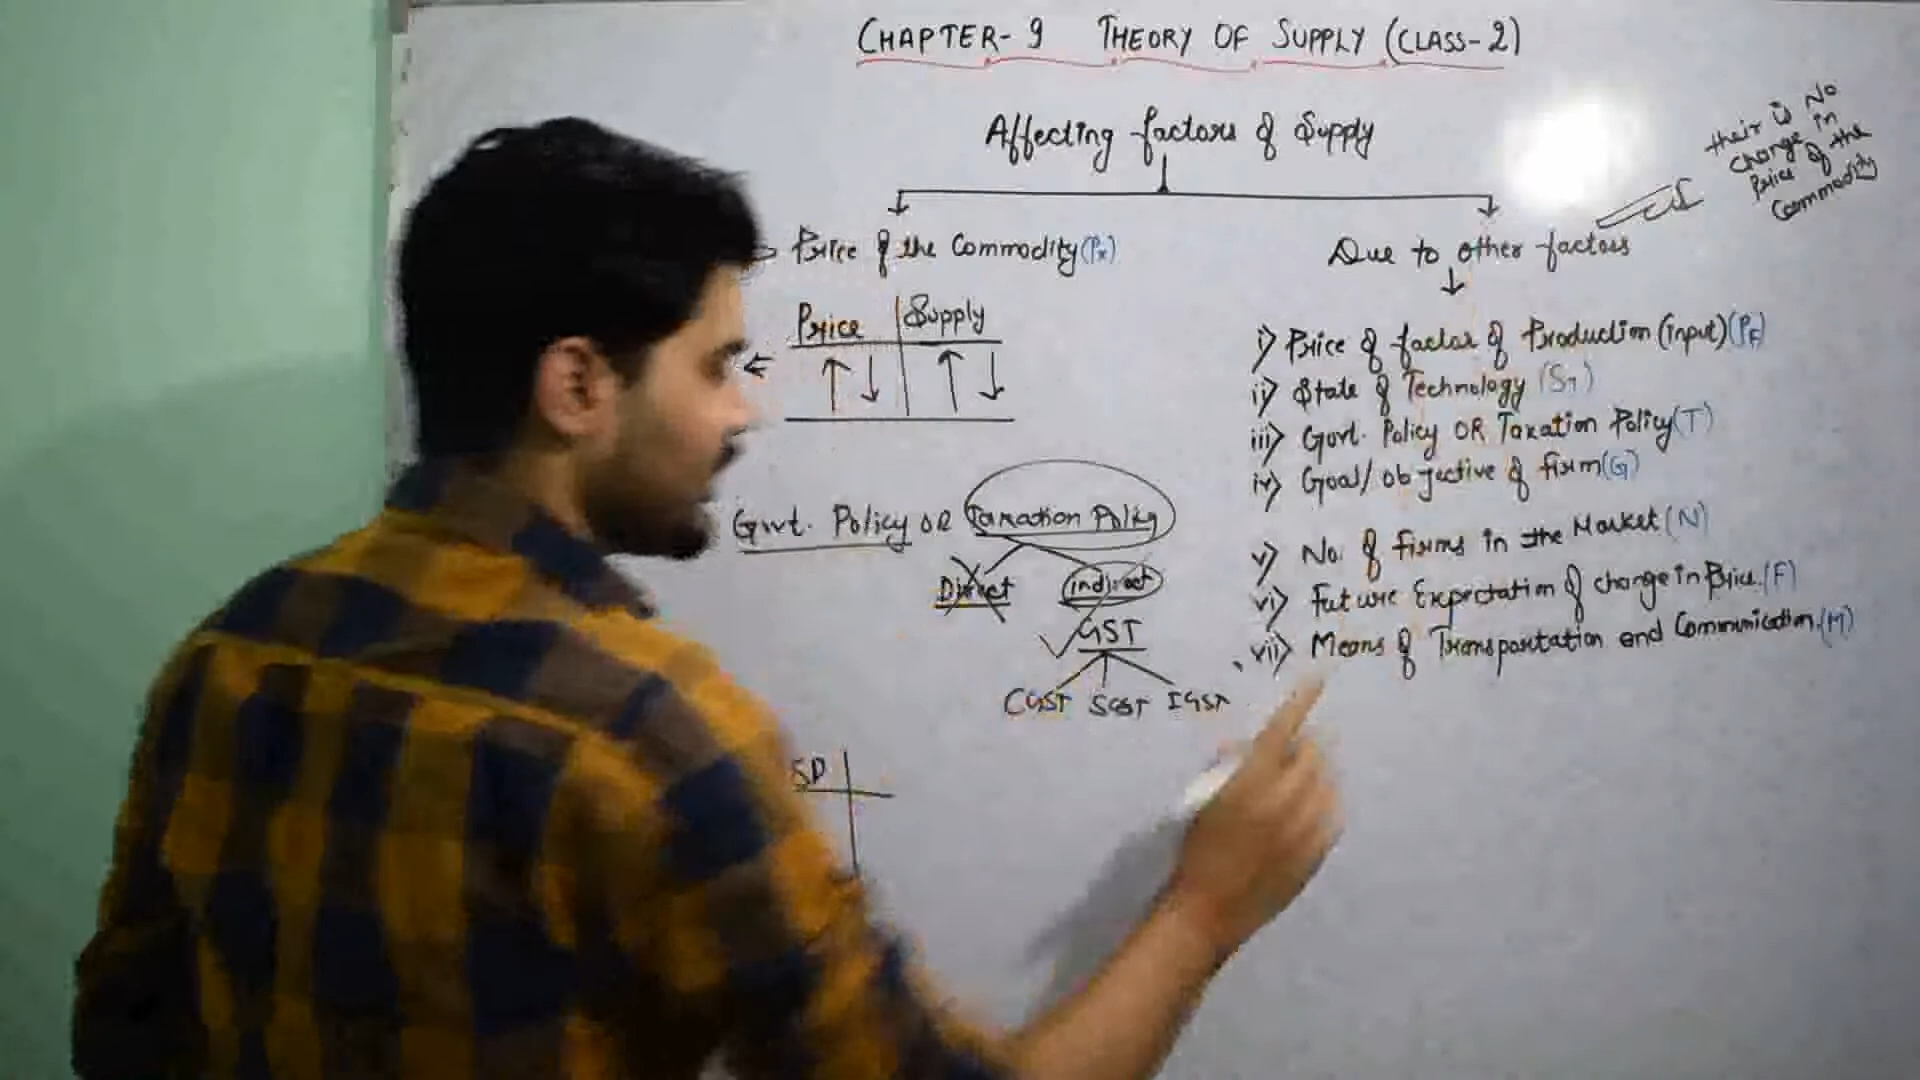 CHAPTER- 9 THEORY OF SUPPLY (CLASS-2)
Affecting factors of Supply
their is No
change in
Price of the
Commodity
Price of the Commodity (Px)
Due to other factors
Price Supply
i) Price of factor of Production (input) (PF)
ii) State of Technology (ST)
iii) Govt. Policy OR Taxation Policy (T)
iv) Goal/objective of firm (G)
v) No. of firms in the Market (N)
vi) Future Expectation of change in Price. (F)
vii) Means of Transportation and Communication. (M)
Govt. Policy OR Taxation Policy
Direct indirect
GST
CGST SGST IGST
SD